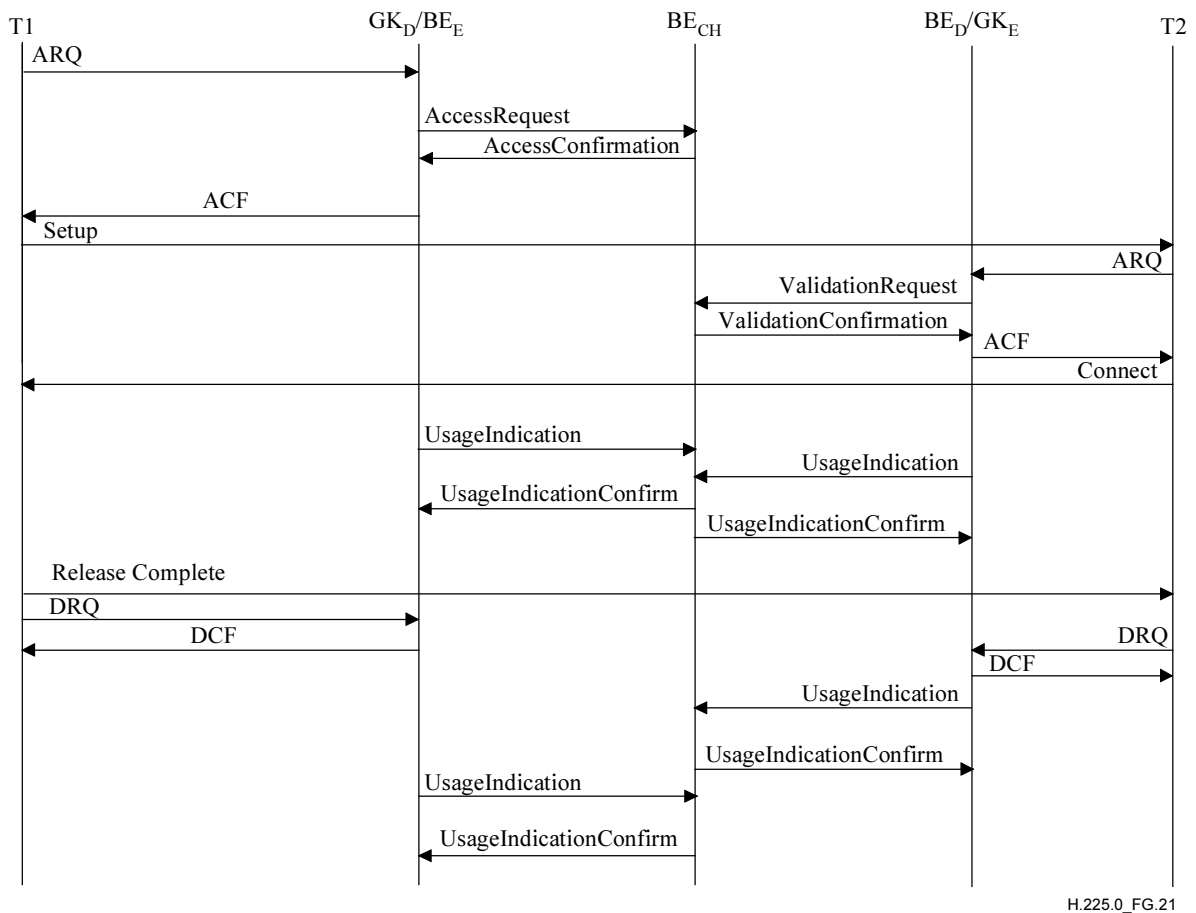 T1
GKD/BEE
BECH
BED/GKE
T2
ARQ
AccessRequest
AccessConfirmation
ACF
Setup
ARQ
ValidationRequest
ValidationConfirmation
ACF
Connect
UsageIndication
UsageIndication
UsageIndicationConfirm
UsageIndicationConfirm
Release Complete
DRQ
DCF
DRQ
DCF
UsageIndication
UsageIndicationConfirm
UsageIndication
UsageIndicationConfirm
H.225.0_FG.21